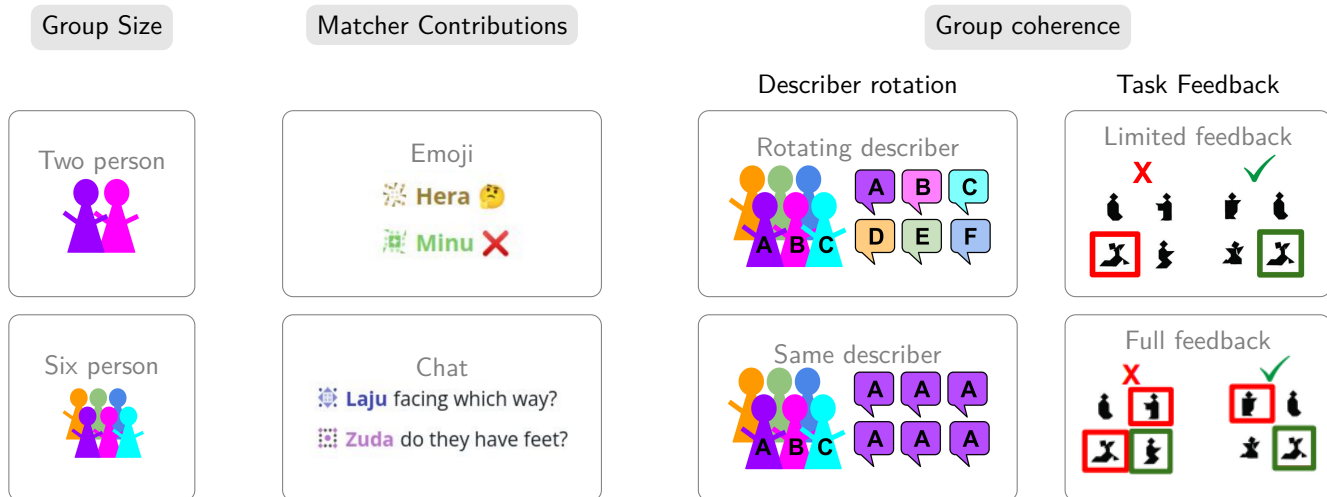 Group Size
Matcher Contributions
Group coherence
Describer rotation
Task Feedback
Two person
Emoji
Hera 🤔
Minu ❌
Rotating describer
A B C
D E F
A B C
Limited feedback
X ✓
Six person
Chat
Laju facing which way?
Zuda do they have feet?
Same describer
A A A
A A A
A B C
Full feedback
X ✓